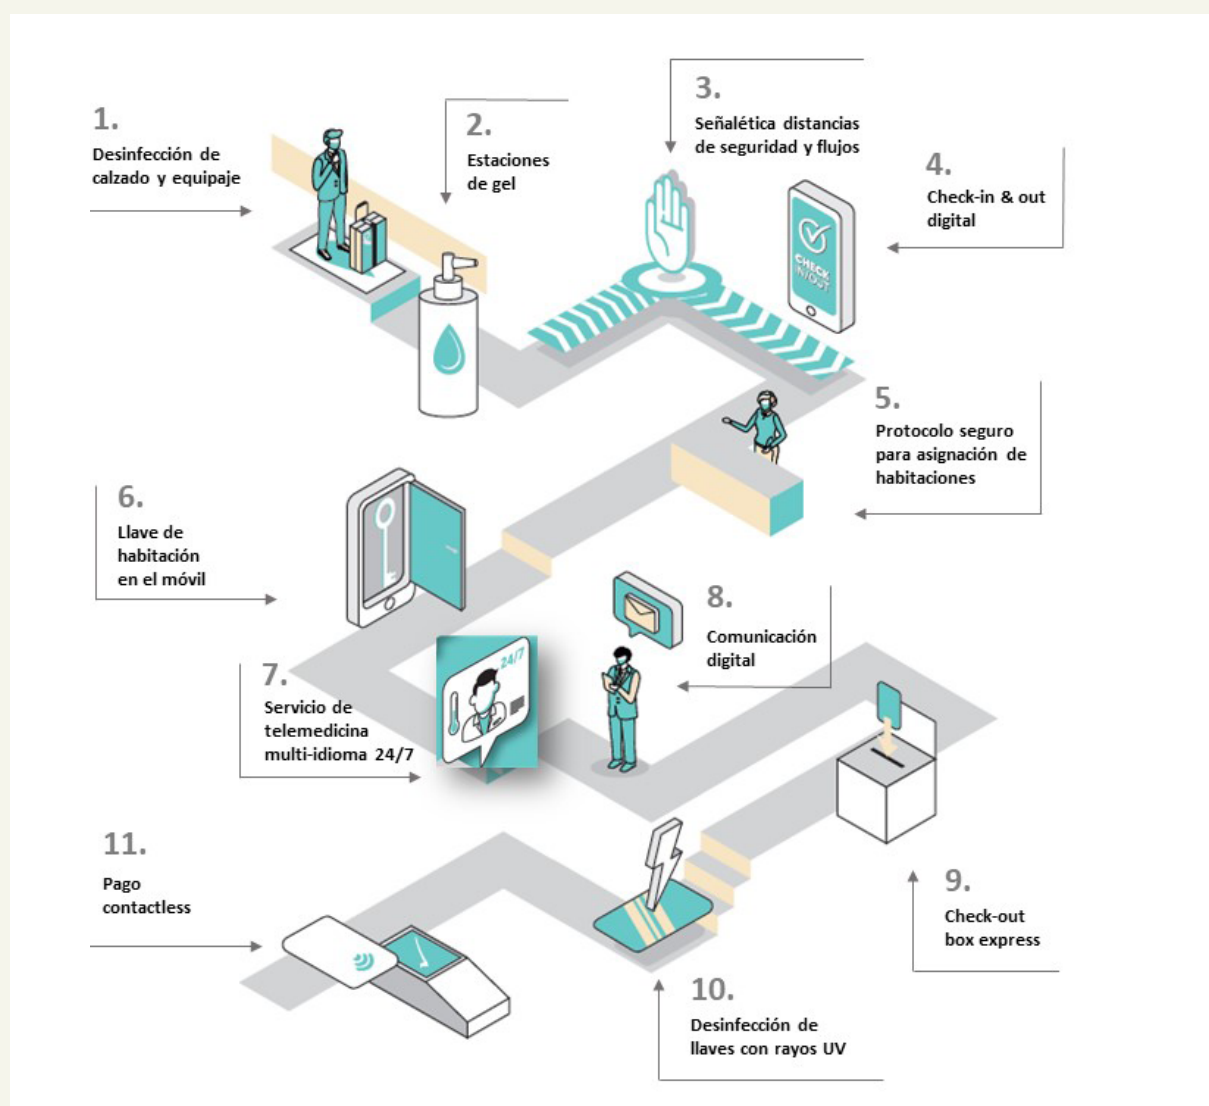 1.
Desinfección de
calzado y equipaje
2.
Estaciones
de gel
3.
Señalética distancias
de seguridad y flujos
4.
Check-in & out
digital
CHECK
IN/OUT
5.
Protocolo seguro
para asignación de
habitaciones
6.
Llave de
habitación
en el móvil
7.
Servicio de
telemedicina
multi-idioma 24/7
24/7
8.
Comunicación
digital
9.
Check-out
box express
10.
Desinfección de
llaves con rayos UV
11.
Pago
contactless